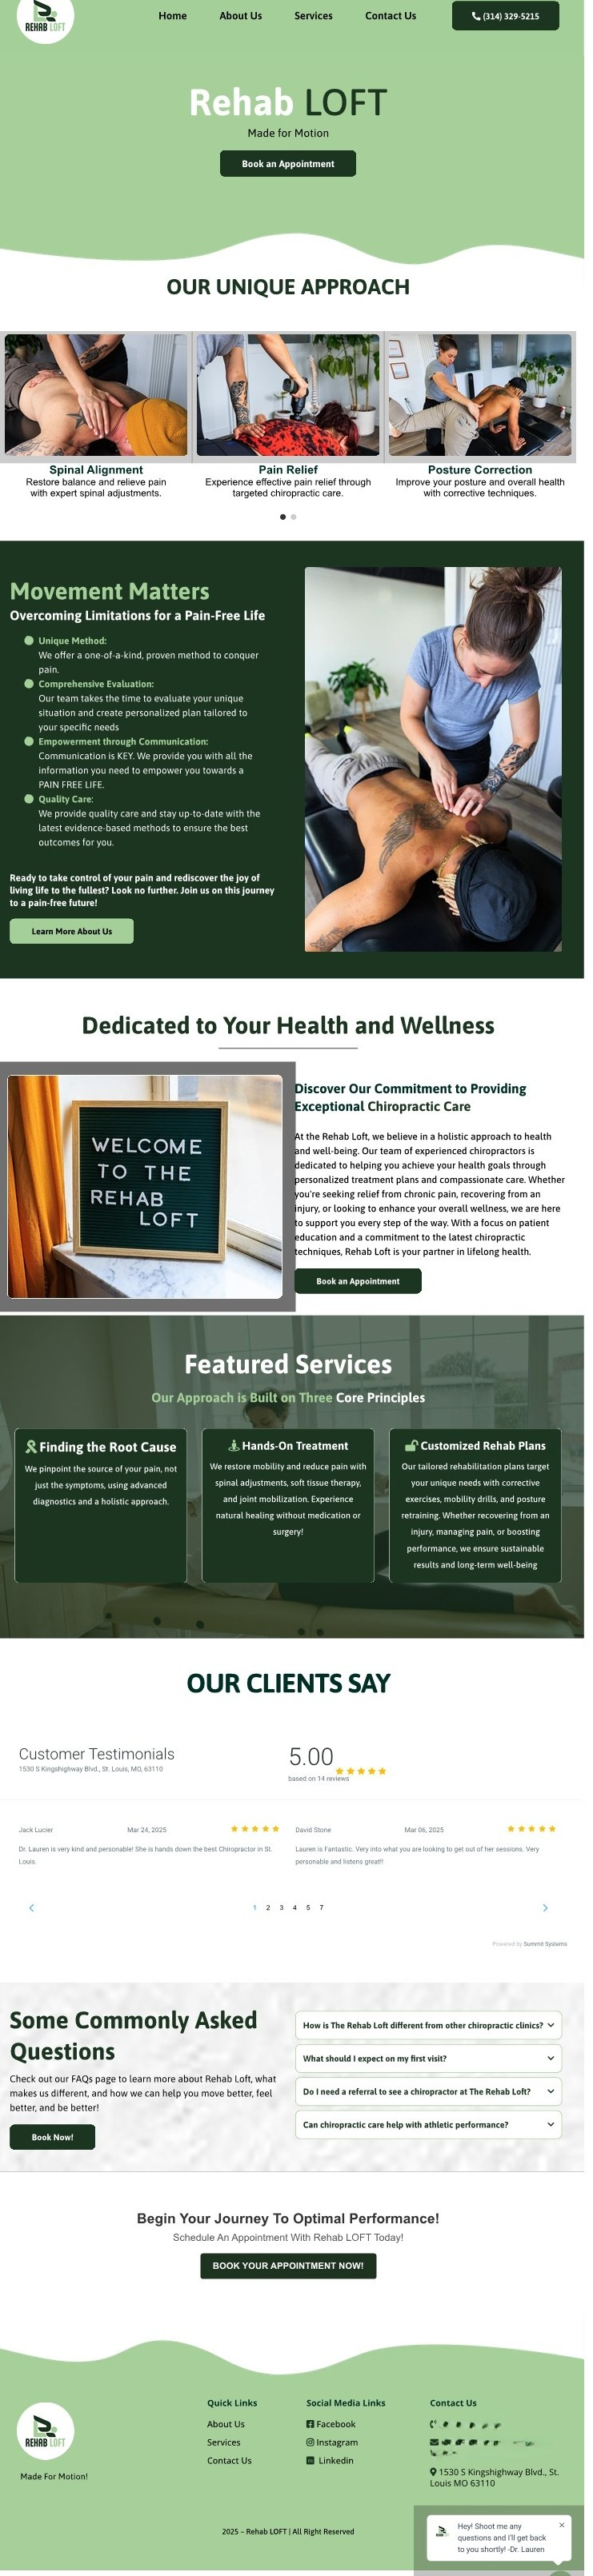 REHAB LOFT
Home
About Us
Services
Contact Us
(314) 329-5215
Rehab LOFT
Made for Motion
Book an Appointment
OUR UNIQUE APPROACH
Spinal Alignment
Restore balance and relieve pain
with expert spinal adjustments.
Pain Relief
Experience effective pain relief through
targeted chiropractic care.
Posture Correction
Improve your posture and overall health
with corrective techniques.
Movement Matters
Overcoming Limitations for a Pain-Free Life
Unique Method:
We offer a one-of-a-kind, proven method to conquer
pain.
Comprehensive Evaluation:
Our team takes the time to evaluate your unique
situation and create personalized plan tailored to
your specific needs
Empowerment through Communication:
Communication is KEY. We provide you with all the
information you need to empower you towards a
PAIN FREE LIFE.
Quality Care:
We provide quality care and stay up-to-date with the
latest evidence-based methods to ensure the best
outcomes for you.
Ready to take control of your pain and rediscover the joy of
living life to the fullest? Look no further. Join us on this journey
to a pain-free future!
Learn More About Us
Dedicated to Your Health and Wellness
WELCOME
TO THE
REHAB
LOFT
Discover Our Commitment to Providing
Exceptional Chiropractic Care
At the Rehab Loft, we believe in a holistic approach to health
and well-being. Our team of experienced chiropractors is
dedicated to helping you achieve your health goals through
personalized treatment plans and compassionate care. Whether
you're seeking relief from chronic pain, recovering from an
injury, or looking to enhance your overall wellness, we are here
to support you every step of the way. With a focus on patient
education and a commitment to the latest chiropractic
techniques, Rehab Loft is your partner in lifelong health.
Book an Appointment
Featured Services
Our Approach is Built on Three Core Principles
Finding the Root Cause
We pinpoint the source of your pain, not
just the symptoms, using advanced
diagnostics and a holistic approach.
Hands-On Treatment
We restore mobility and reduce pain with
spinal adjustments, soft tissue therapy,
and joint mobilization. Experience
natural healing without medication or
surgery!
Customized Rehab Plans
Our tailored rehabilitation plans target
your unique needs with corrective
exercises, mobility drills, and posture
retraining. Whether recovering from an
injury, managing pain, or boosting
performance, we ensure sustainable
results and long-term well-being
OUR CLIENTS SAY
Customer Testimonials
1530 S Kingshighway Blvd., St. Louis, MO, 63110
5.00
based on 14 reviews
Jack Lucier
Mar 24, 2025
Dr. Lauren is very kind and personable! She is hands down the best Chiropractor in St.
Louis.
David Stone
Mar 06, 2025
Lauren is Fantastic. Very into what you are looking to get out of her sessions. Very
personable and listens great!!
1 2 3 4 5 7
Powered by Summit Systems
Some Commonly Asked
Questions
Check out our FAQs page to learn more about Rehab Loft, what
makes us different, and how we can help you move better, feel
better, and be better!
Book Now!
How is The Rehab Loft different from other chiropractic clinics?
What should I expect on my first visit?
Do I need a referral to see a chiropractor at The Rehab Loft?
Can chiropractic care help with athletic performance?
Begin Your Journey To Optimal Performance!
Schedule An Appointment With Rehab LOFT Today!
BOOK YOUR APPOINTMENT NOW!
REHAB LOFT
Made For Motion!
Quick Links
About Us
Services
Contact Us
Social Media Links
Facebook
Instagram
Linkedin
Contact Us
1530 S Kingshighway Blvd., St.
Louis MO 63110
2025 – Rehab LOFT | All Right Reserved
Hey! Shoot me any
questions and I'll get back
to you shortly! -Dr. Lauren